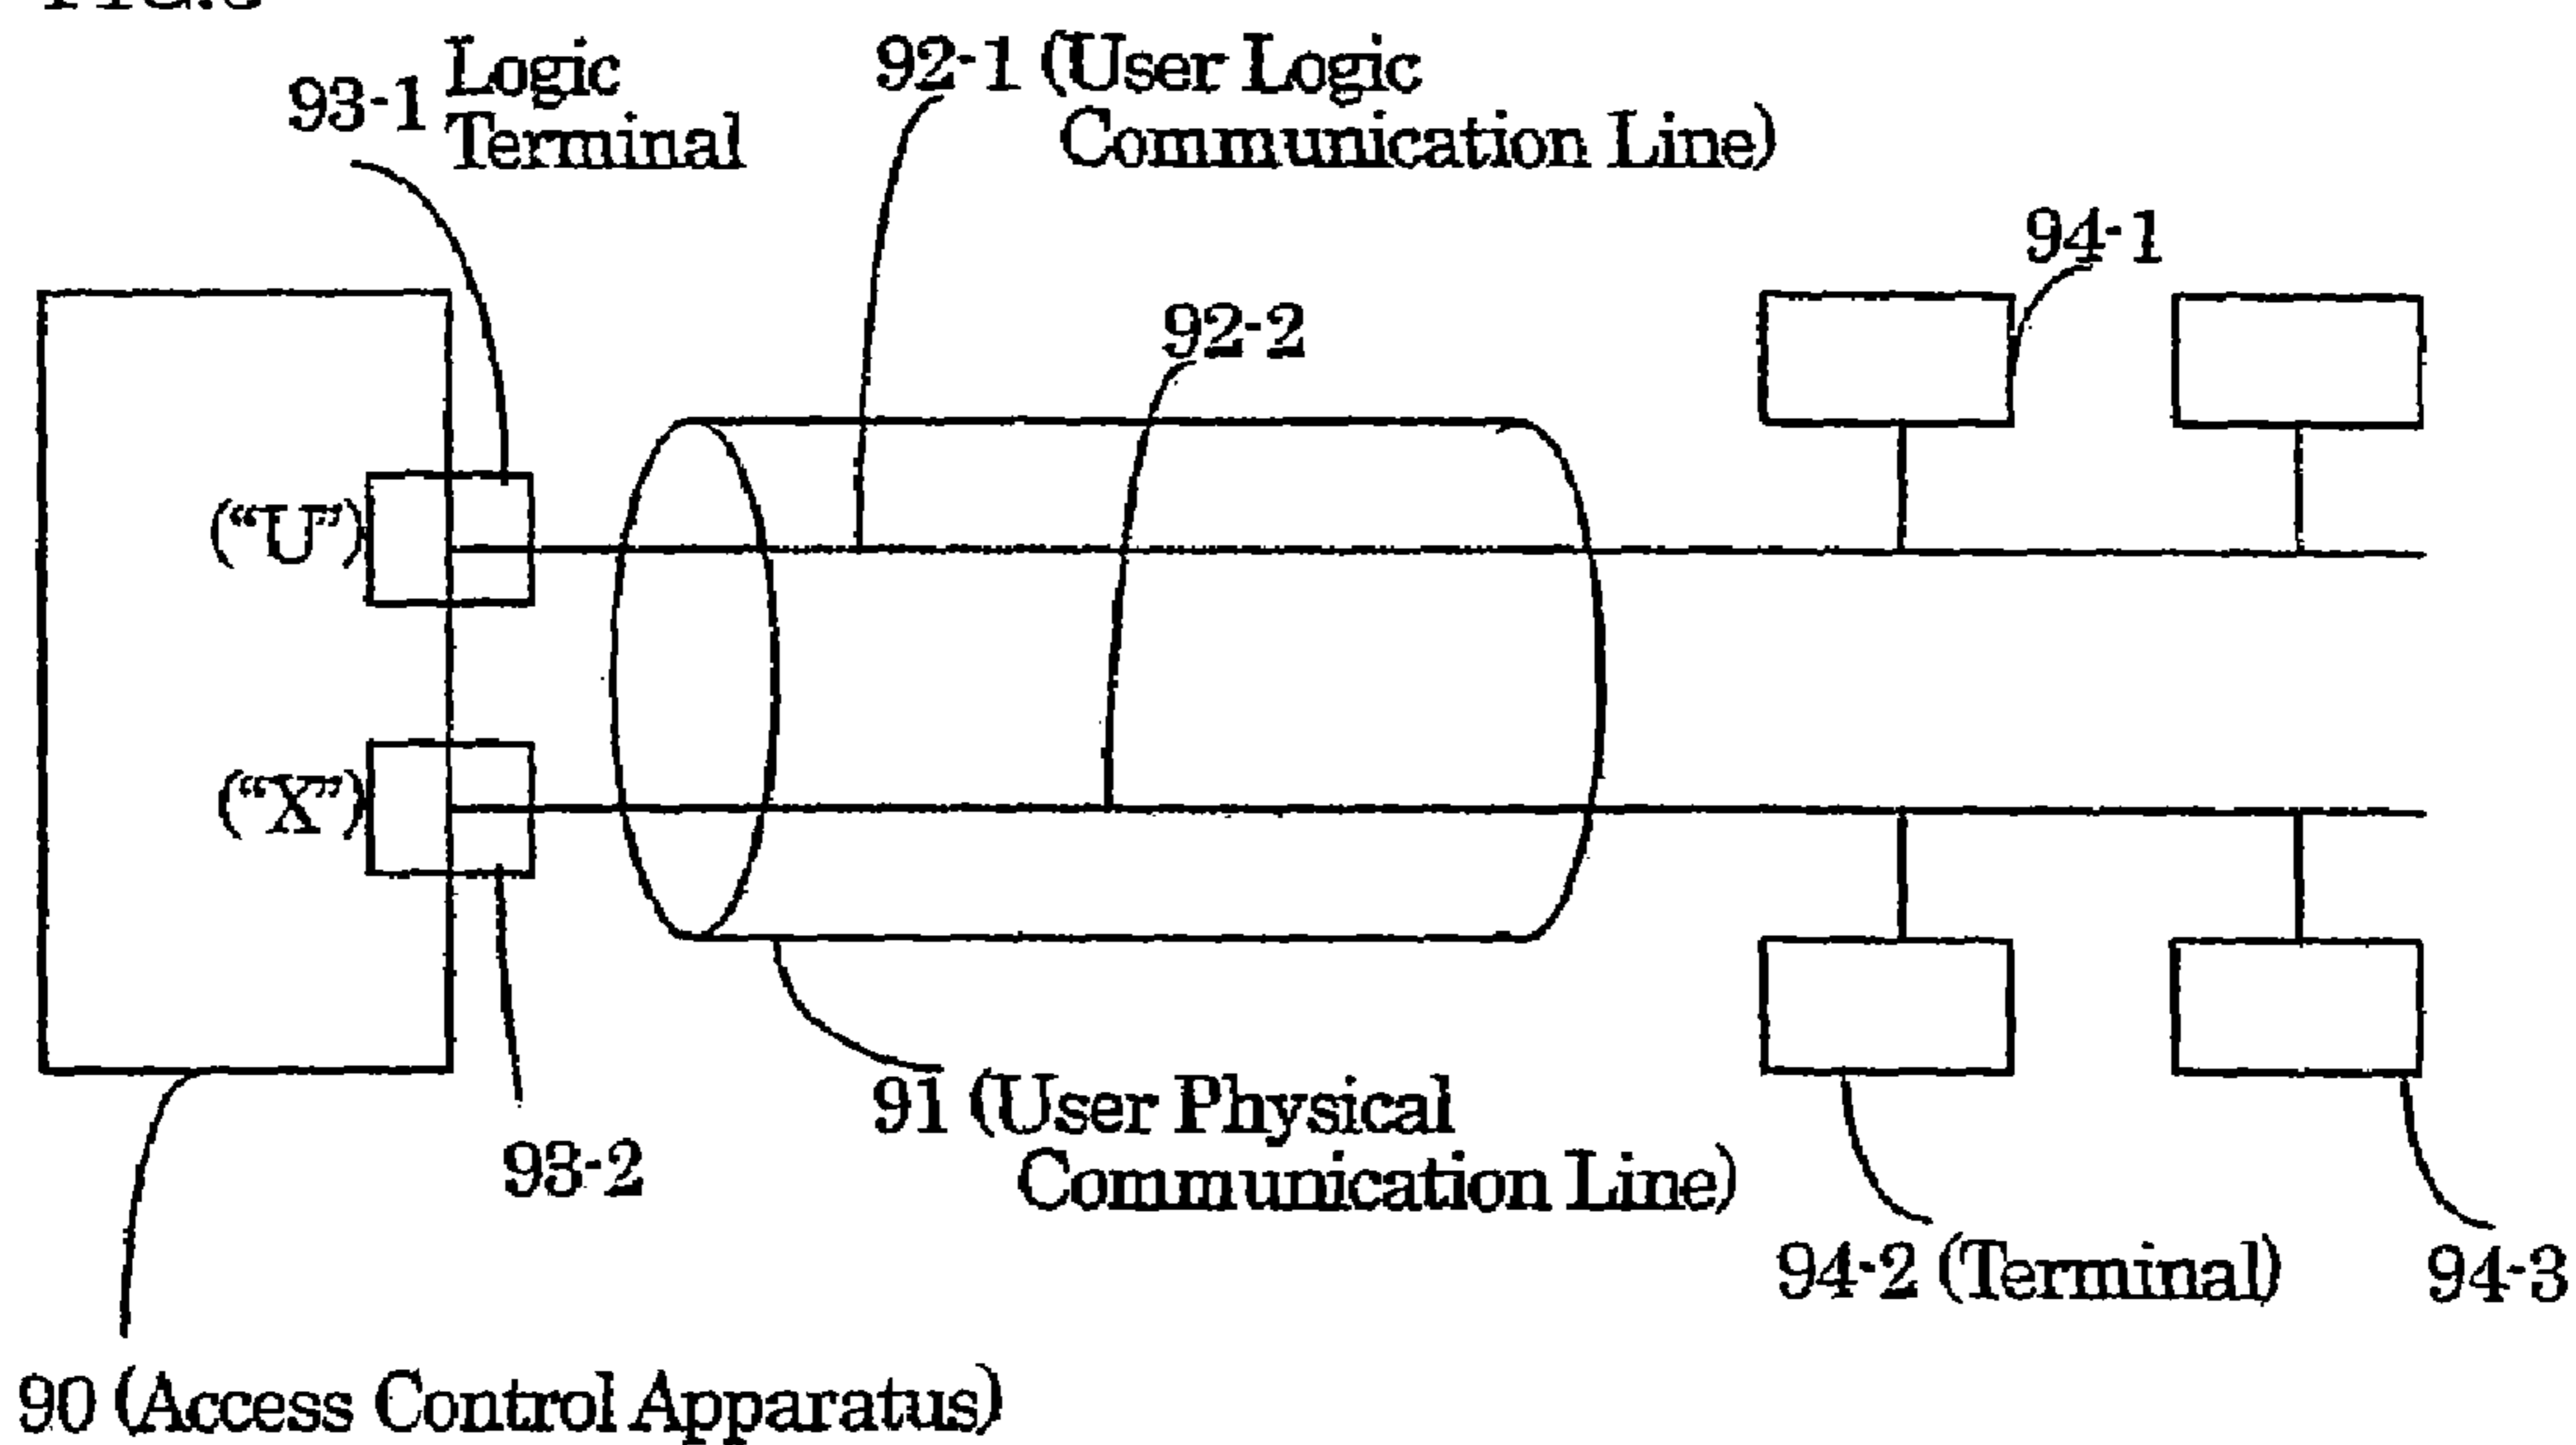 93-1 Logic
Terminal
92-1 (User Logic
Communication Line)
94-1
92-2
("U")
("X")
93-2
91 (User Physical
Communication Line)
94-2 (Terminal)
94-3
90 (Access Control Apparatus)